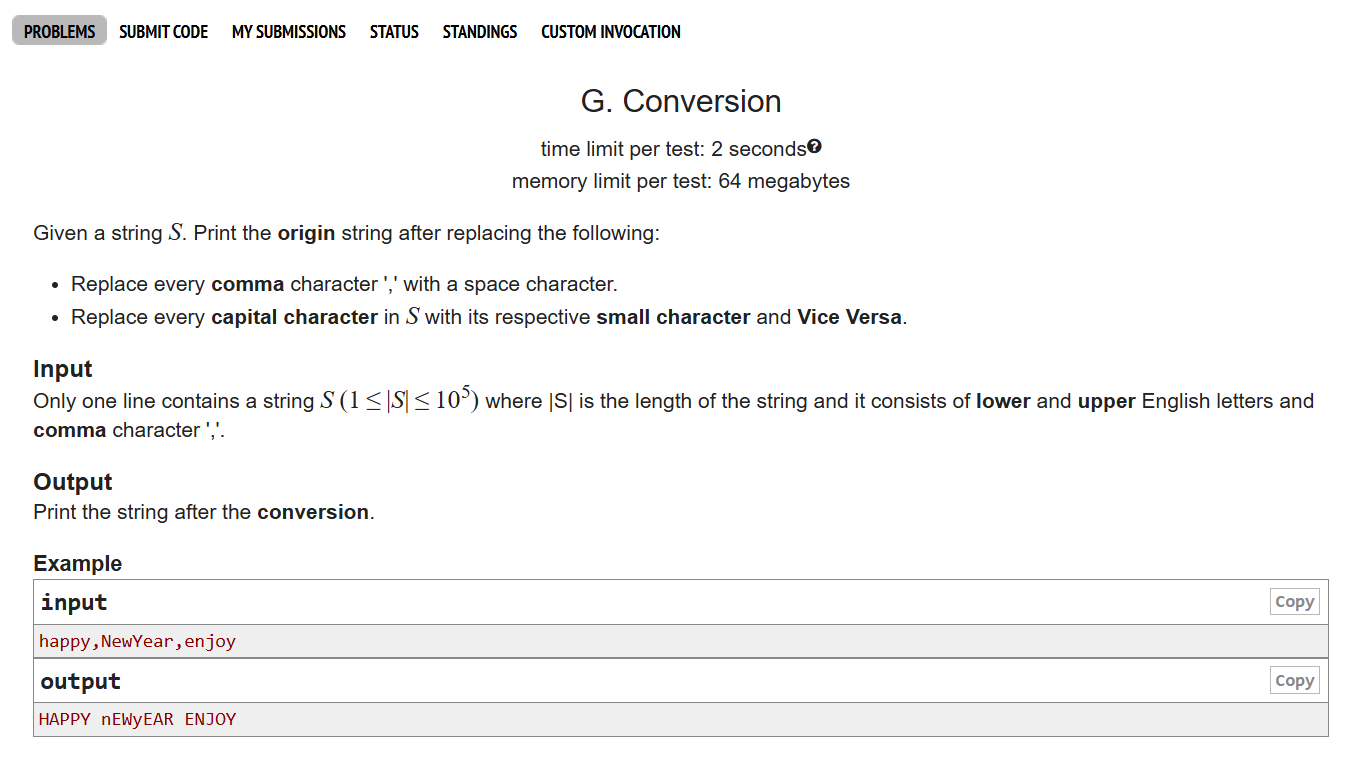 PROBLEMS SUBMIT CODE MY SUBMISSIONS STATUS STANDINGS CUSTOM INVOCATION
G. Conversion
time limit per test: 2 seconds?
memory limit per test: 64 megabytes
Given a string S. Print the origin string after replacing the following:
• Replace every comma character ',' with a space character.
• Replace every capital character in S with its respective small character and Vice Versa.
Input
Only one line contains a string S (1 ≤ |S| ≤ 10⁵) where |S| is the length of the string and it consists of lower and upper English letters and
comma character ','.
Output
Print the string after the conversion.
Example
input Copy
happy,NewYear,enjoy
output Copy
HAPPY nEWyEAR ENJOY